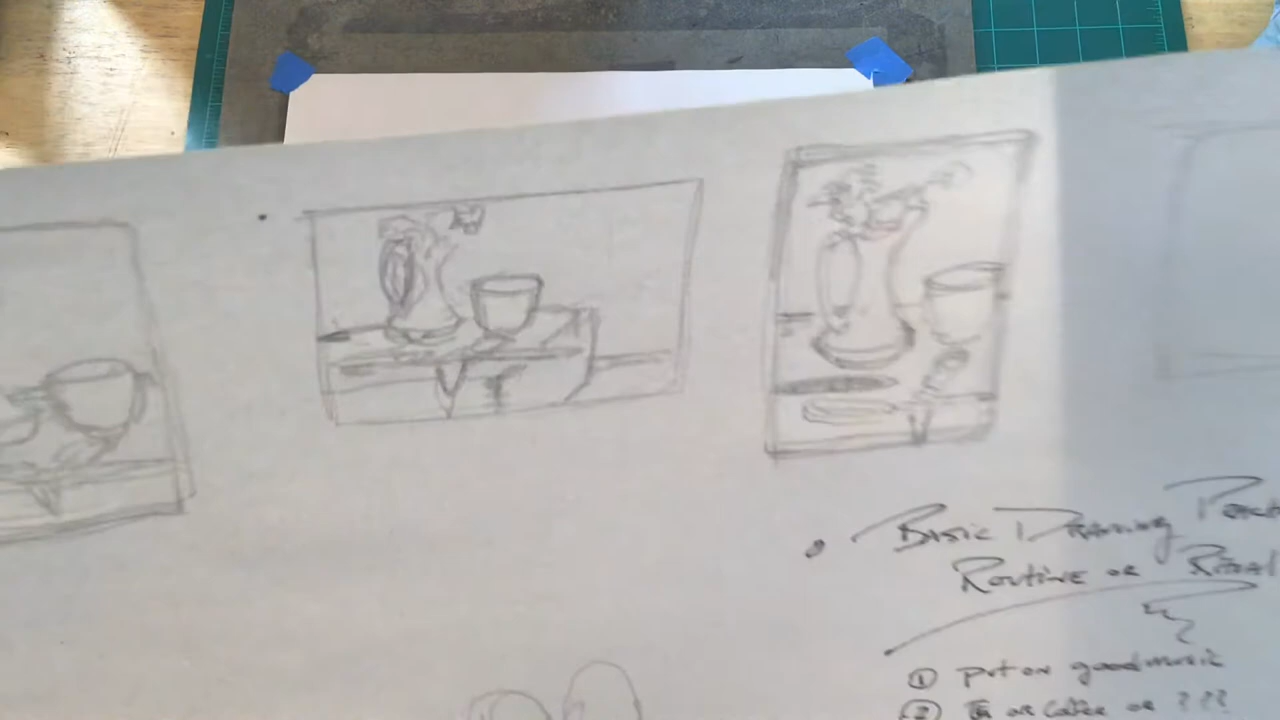 Basic Drawing
Routine or Ritual
① Put on good music
② Tea or Coffee or ???